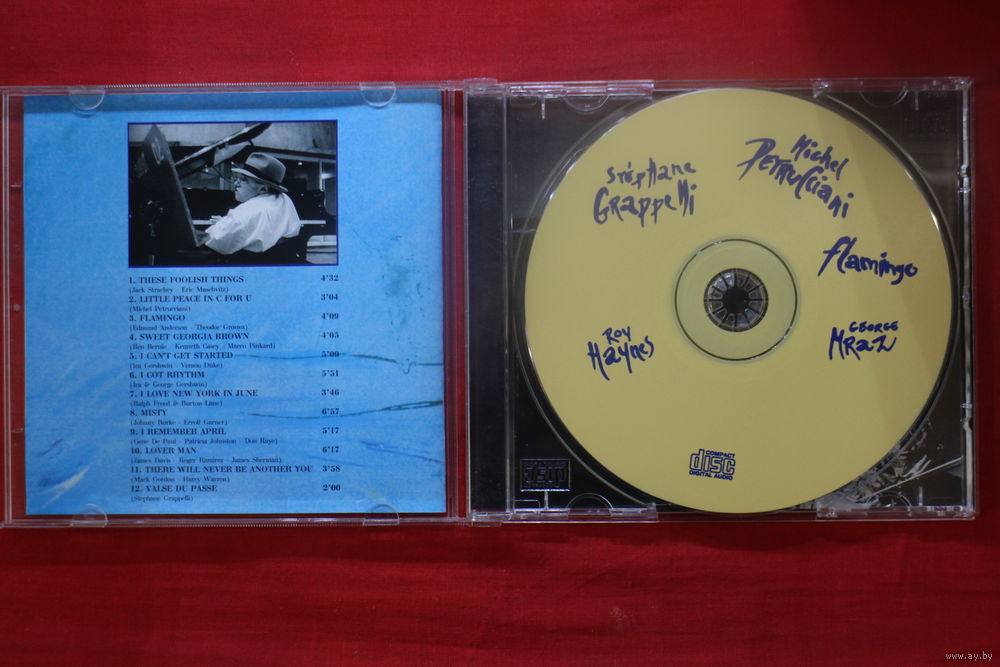 1. THESE FOOLISH THINGS 4'32
(Jack Strachey - Eric Maschwitz)
2. LITTLE PEACE IN C FOR U 3'04
(Michel Petrucciani)
3. FLAMINGO 4'09
(Edmund Anderson - Theodor Grouya)
4. SWEET GEORGIA BROWN 4'05
(Ben Bernie - Kenneth Casey - Maceo Pinkard)
5. I CAN'T GET STARTED 5'09
(Ira Gershwin - Vernon Duke)
6. I GOT RHYTHM 5'51
(Ira & George Gershwin)
7. I LOVE NEW YORK IN JUNE 3'46
(Ralph Freed & Burton Lane)
8. MISTY 6'57
(Johnny Burke - Erroll Garner)
9. I REMEMBER APRIL 5'17
(Gene De Paul - Patricia Johnston - Don Raye)
10. LOVER MAN 6'17
(James Davis - Roger Ramirez - James Sherman)
11. THERE WILL NEVER BE ANOTHER YOU 3'58
(Mack Gordon - Harry Warren)
12. VALSE DU PASSE 2'00
(Stephane Grappelli)
Stéphane
Grappelli
Michel
Petrucciani
flamingo
Roy
Haynes
George
Mraz
COMPACT
disc
DIGITAL AUDIO
www.ay.by